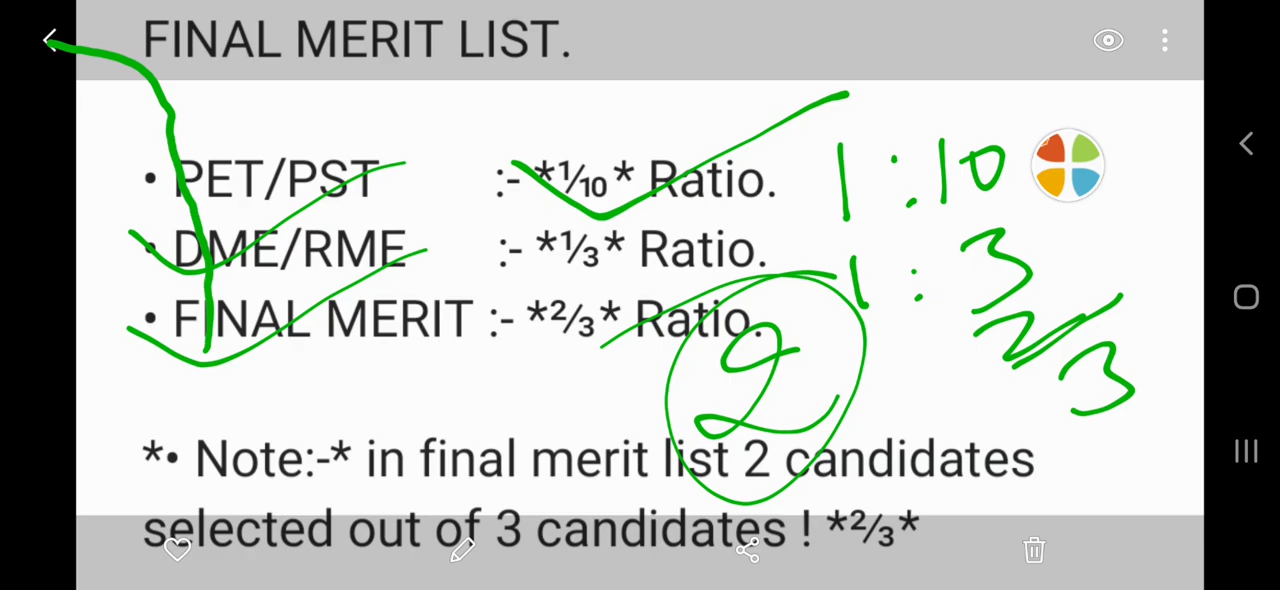 FINAL MERIT LIST.
• PET/PST :- *⅒* Ratio. 1 : 10
• DME/RME :- *⅓* Ratio. 1 : 3
• FINAL MERIT :- *⅔* Ratio. 2/3
2
*• Note:-* in final merit list 2 candidates
selected out of 3 candidates ! *⅔*